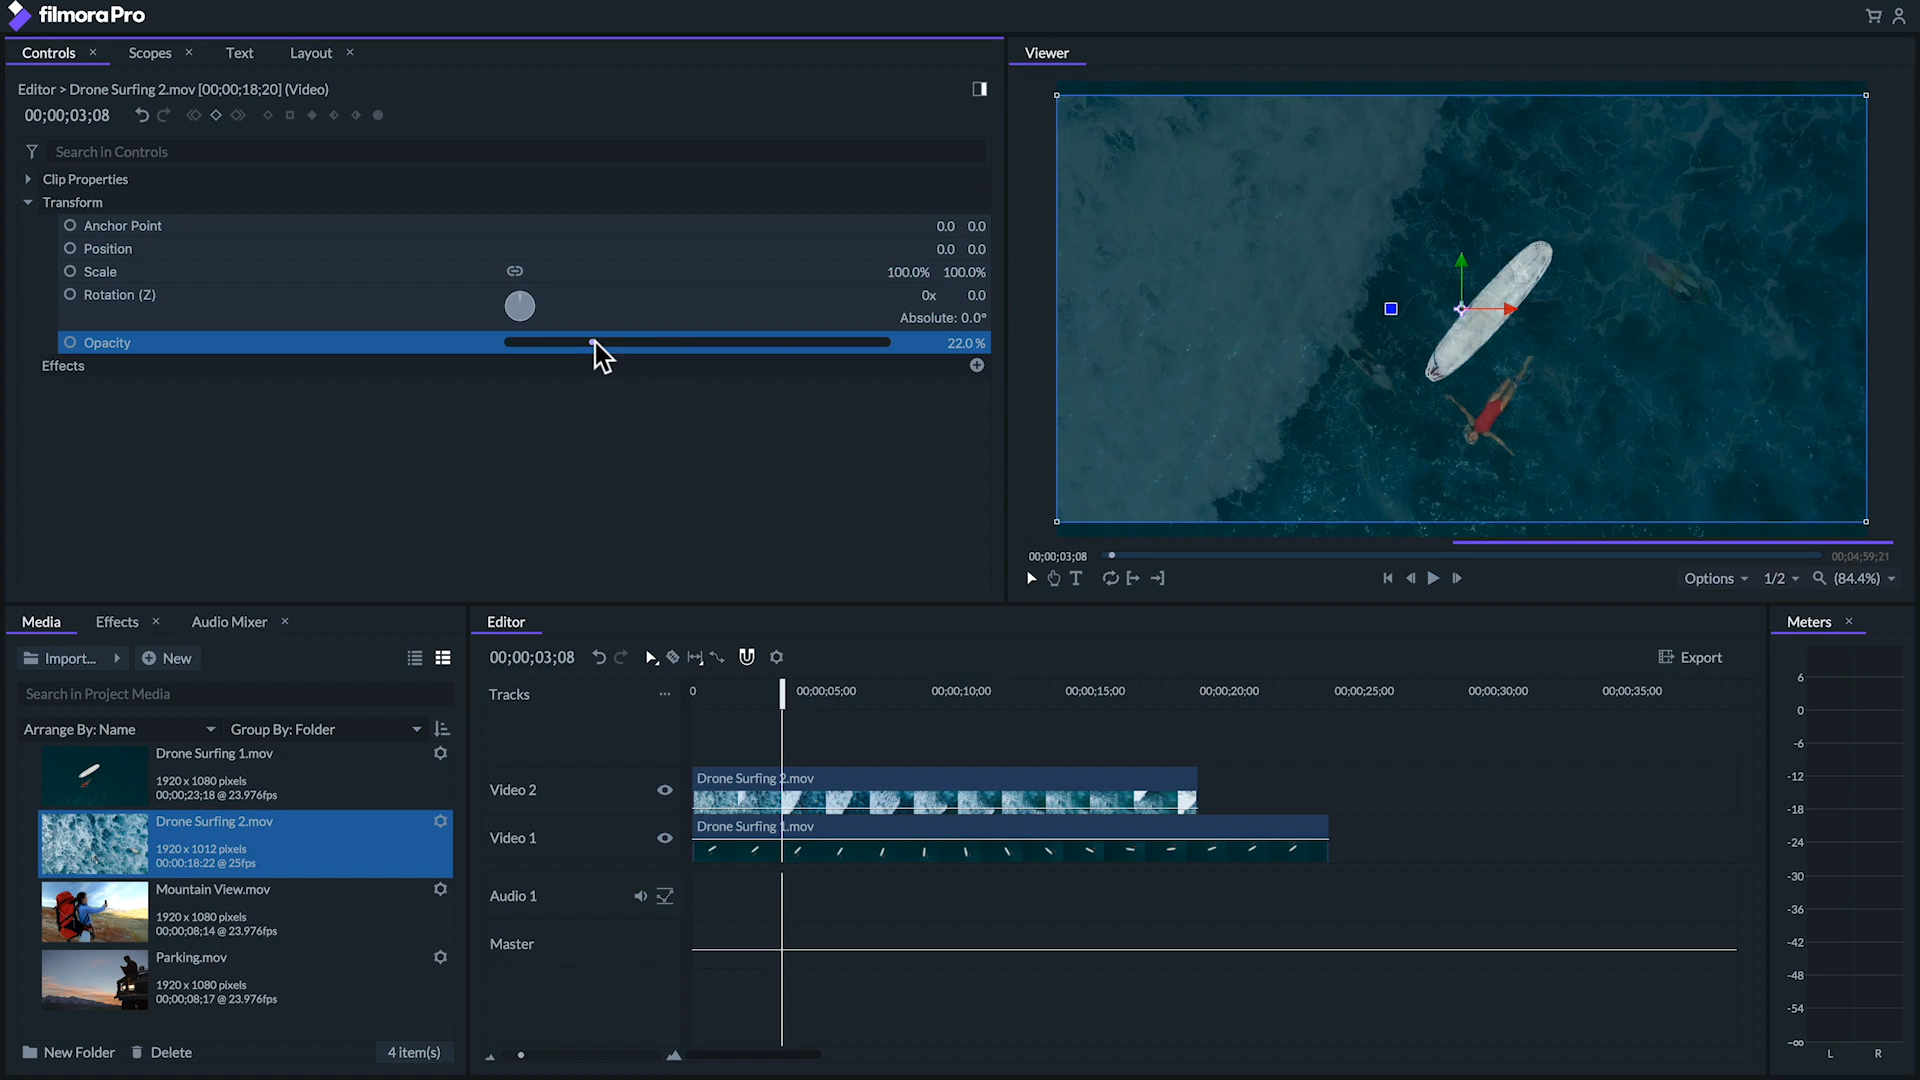 filmoraPro
Controls × Scopes × Text Layout ×
Editor > Drone Surfing 2.mov [00;00;18;20] (Video)
00;00;03;08
Search in Controls
Clip Properties
Transform
Anchor Point 0.0 0.0
Position 0.0 0.0
Scale 100.0% 100.0%
Rotation (Z) 0x 0.0
Absolute: 0.0°
Opacity 22.0 %
Effects
Viewer
00;00;03;08 00;04;59;21
Options 1/2 (84.4%)
Media Effects × Audio Mixer ×
Import... New
Search in Project Media
Arrange By: Name Group By: Folder
Drone Surfing 1.mov
1920 x 1080 pixels
00;00;23;18 @ 23.976fps
Drone Surfing 2.mov
1920 x 1012 pixels
00:00:18:22 @ 25fps
Mountain View.mov
1920 x 1080 pixels
00;00;08;14 @ 23.976fps
Parking.mov
1920 x 1080 pixels
00;00;08;17 @ 23.976fps
New Folder Delete 4 item(s)
Editor
00;00;03;08 Export
Tracks ... 0 00;00;05;00 00;00;10;00 00;00;15;00 00;00;20;00 00;00;25;00 00;00;30;00 00;00;35;00
Video 2 Drone Surfing 2.mov
Video 1 Drone Surfing 1.mov
Audio 1
Master
Meters ×
6
0
-6
-12
-18
-24
-30
-36
-42
-48
-54
-∞
L R